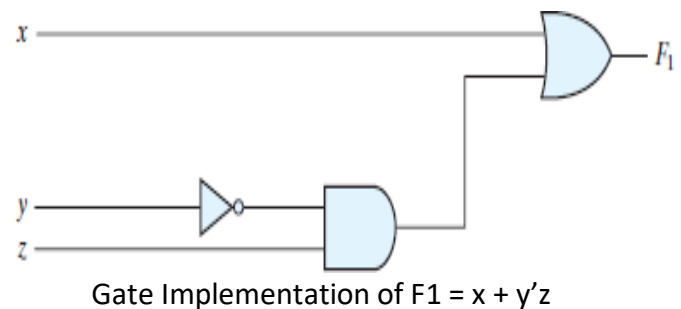 x
F₁
y
z
Gate Implementation of F1 = x + y’z